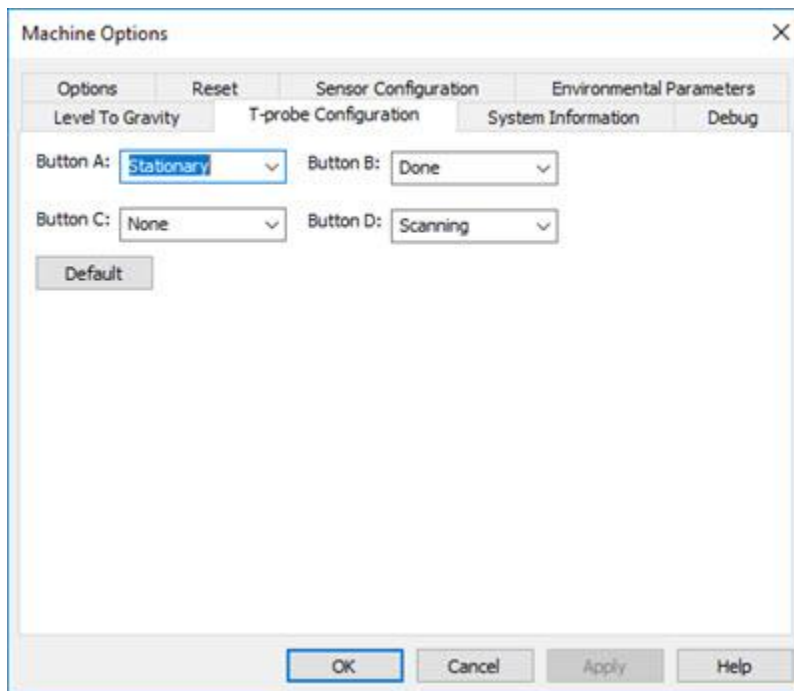 Machine Options
Options Reset Sensor Configuration Environmental Parameters
Level To Gravity T-probe Configuration System Information Debug
Button A: Stationary Button B: Done
Button C: None Button D: Scanning
Default
OK Cancel Apply Help